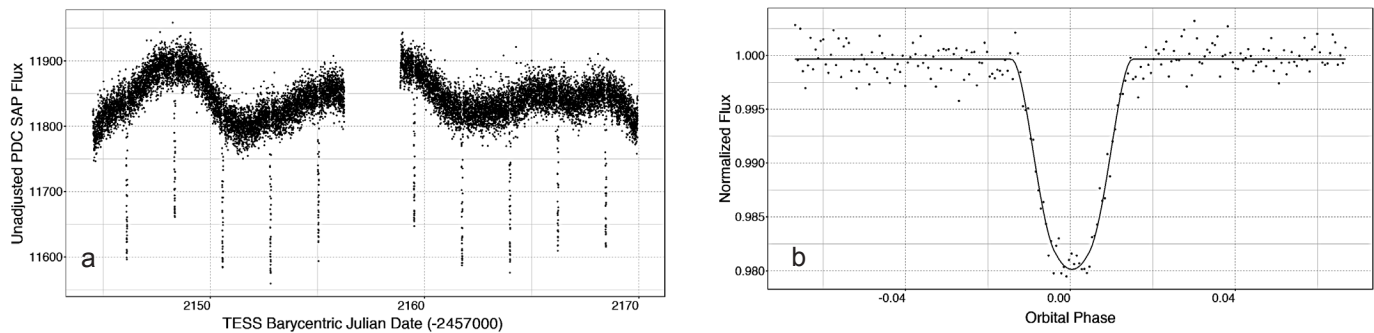 Unadjusted PDC SAP Flux
11900
11800
11700
11600
a
2150
2160
2170
TESS Barycentric Julian Date (-2457000)
Normalized Flux
1.000
0.995
0.990
0.985
0.980
b
-0.04
0.00
0.04
Orbital Phase